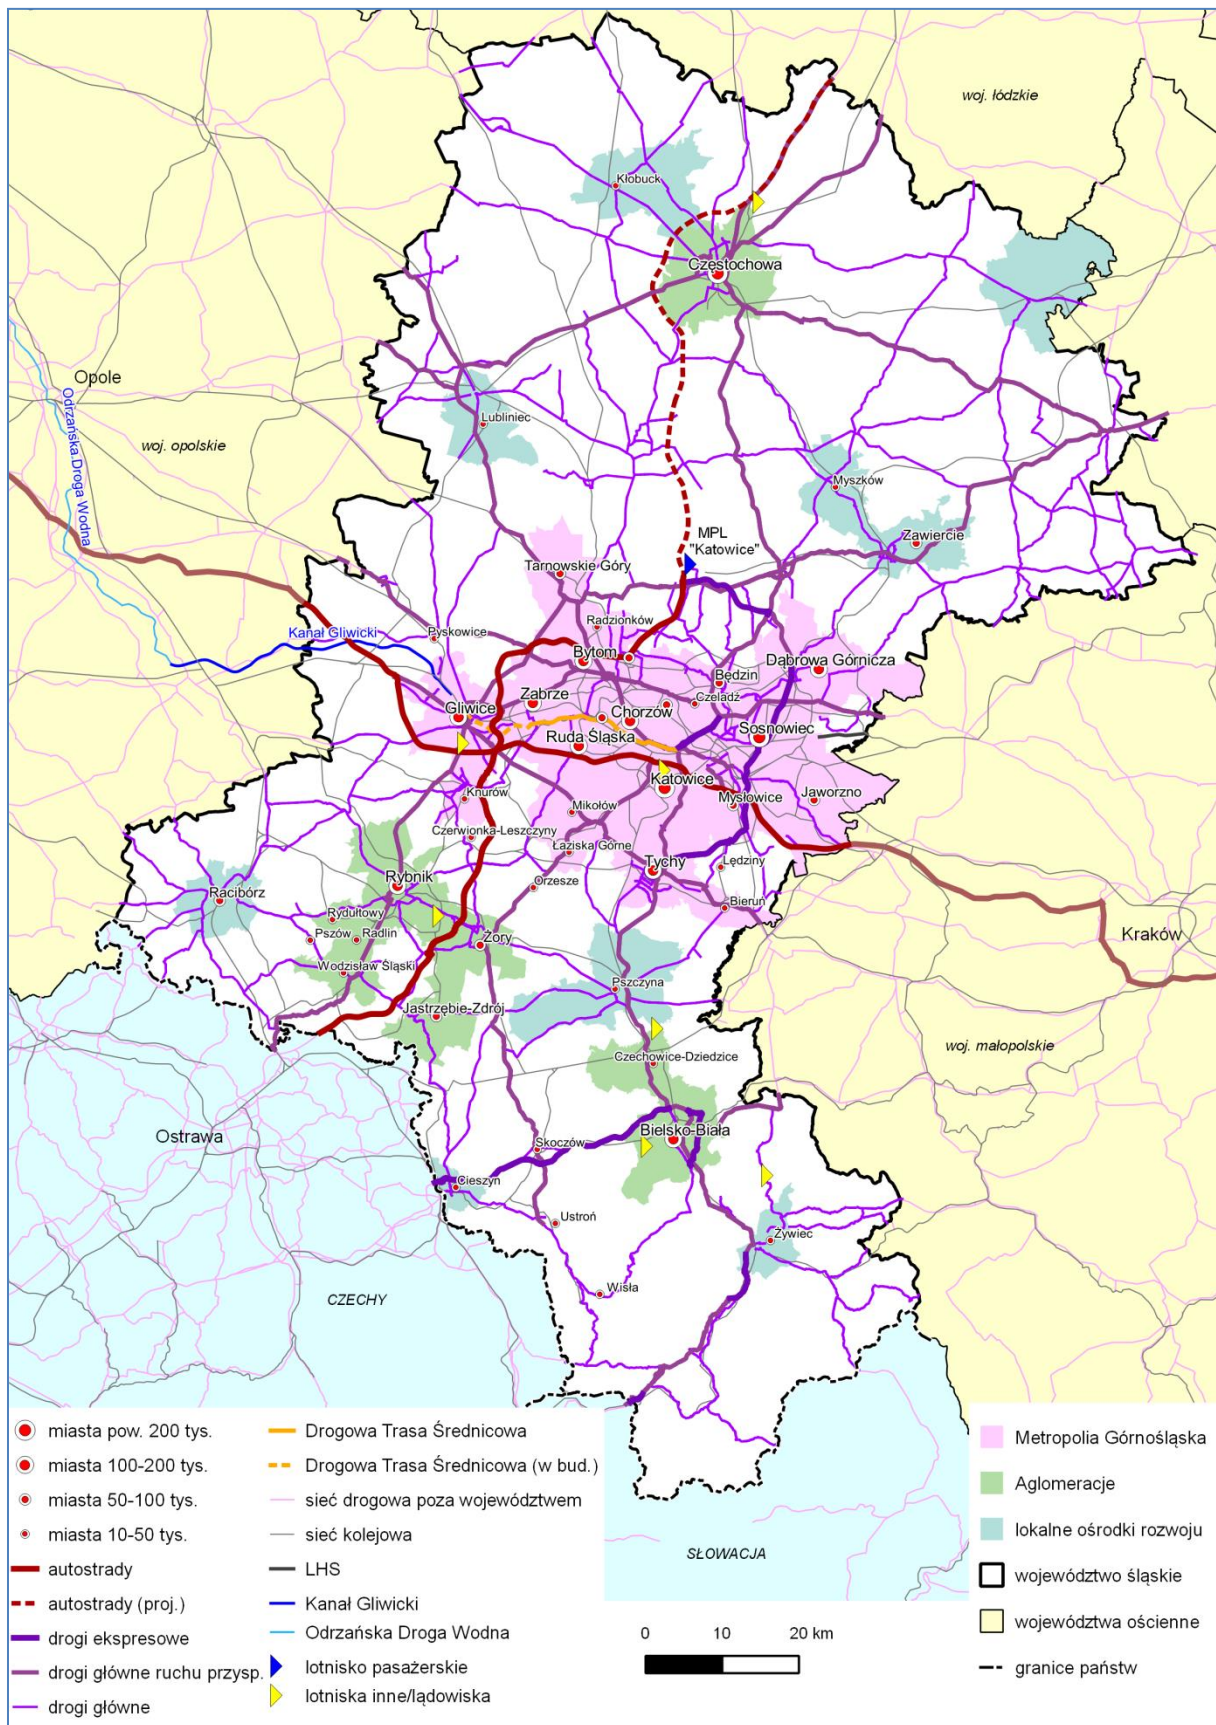 woj. łódzkie
Kłobuck
Częstochowa
Opole
Odrzańska Droga Wodna
woj. opolskie
Lubliniec
Myszków
Zawiercie
MPL
"Katowice"
Tarnowskie Góry
Radzionków
Pyskowice
Kanał Gliwicki
Bytom
Będzin
Dąbrowa Górnicza
Zabrze
Czeladź
Gliwice
Chorzów
Ruda Śląska
Sosnowiec
Katowice
Knurów
Mysłowice
Jaworzno
Mikołów
Czerwionka-Leszczyny
Łaziska Górne
Tychy
Lędziny
Rybnik
Orzesze
Racibórz
Bieruń
Rydułtowy
Pszów
Radlin
Żory
Kraków
Wodzisław Śląski
Pszczyna
Jastrzębie-Zdrój
Czechowice-Dziedzice
woj. małopolskie
Ostrawa
Bielsko-Biała
Skoczów
Cieszyn
Ustroń
Żywiec
Wisła
CZECHY
SŁOWACJA
miasta pow. 200 tys.
miasta 100-200 tys.
miasta 50-100 tys.
miasta 10-50 tys.
autostrady
autostrady (proj.)
drogi ekspresowe
drogi główne ruchu przysp.
drogi główne
Drogowa Trasa Średnicowa
Drogowa Trasa Średnicowa (w bud.)
sieć drogowa poza województwem
sieć kolejowa
LHS
Kanał Gliwicki
Odrzańska Droga Wodna
lotnisko pasażerskie
lotniska inne/lądowiska
0 10 20 km
Metropolia Górnośląska
Aglomeracje
lokalne ośrodki rozwoju
województwo śląskie
województwa ościenne
granice państw